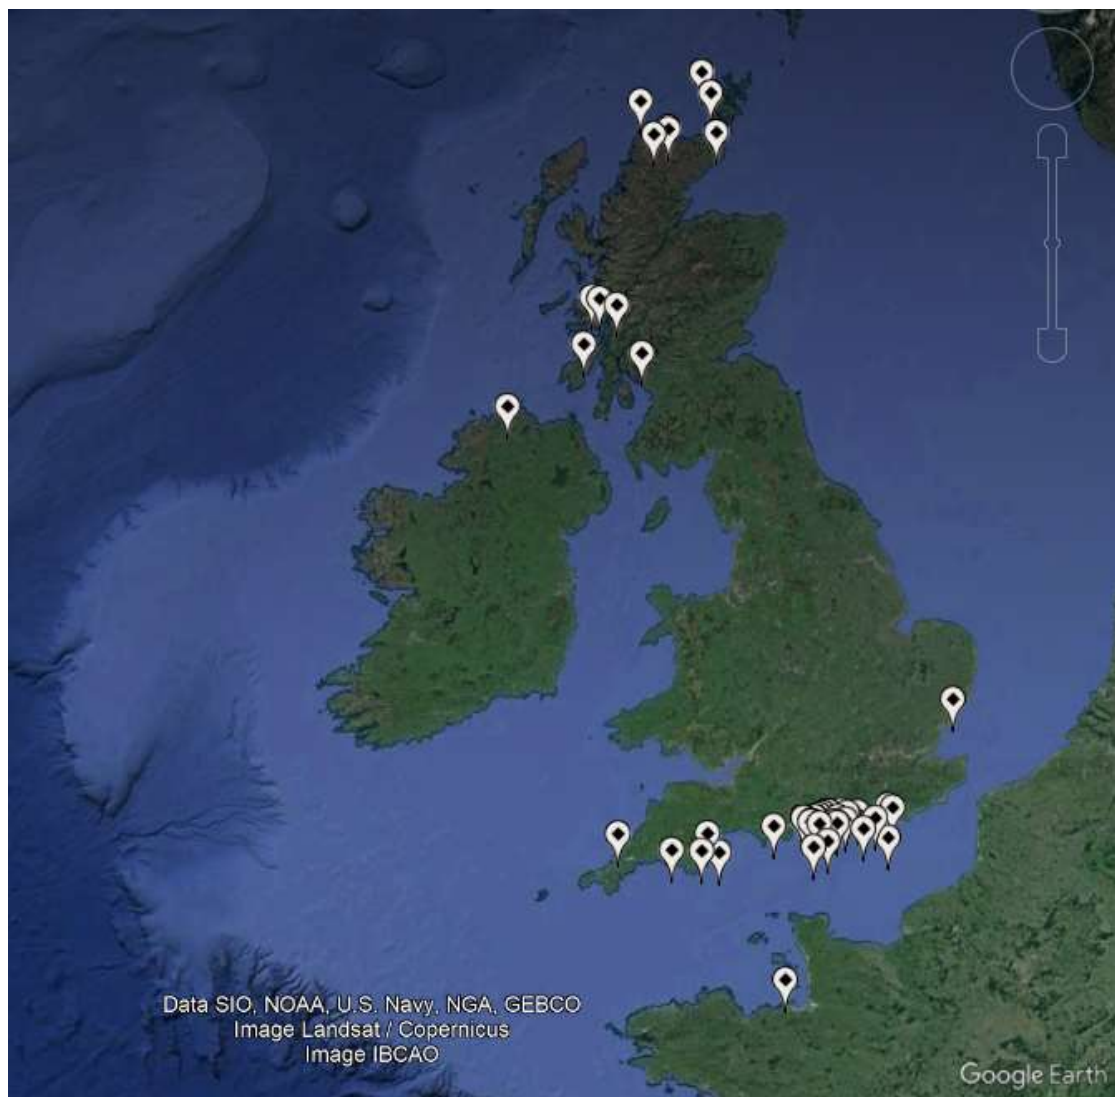 Data SIO, NOAA, U.S. Navy, NGA, GEBCO
Image Landsat / Copernicus
Image IBCAO
Google Earth